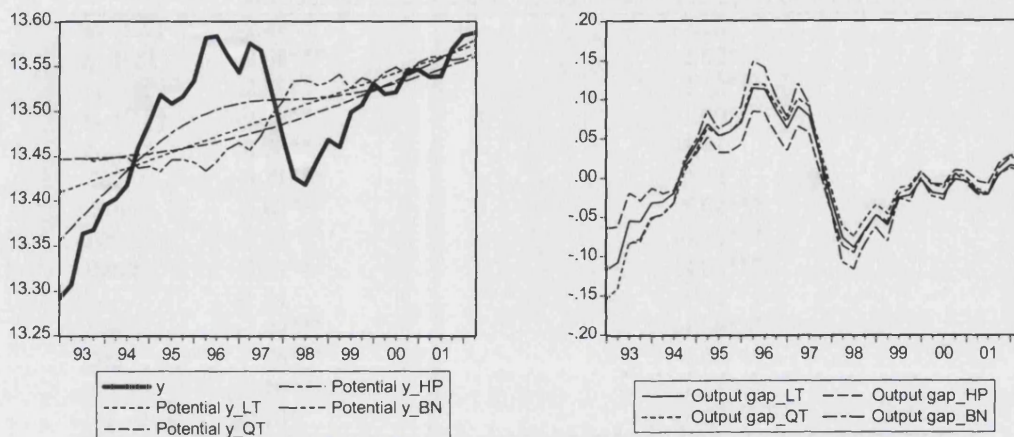 13.60
13.55
13.50
13.45
13.40
13.35
13.30
13.25
93 94 95 96 97 98 99 00 01
y
Potential y_HP
Potential y_LT
Potential y_BN
Potential y_QT
.20
.15
.10
.05
.00
-.05
-.10
-.15
-.20
93 94 95 96 97 98 99 00 01
Output gap_LT
Output gap_HP
Output gap_QT
Output gap_BN